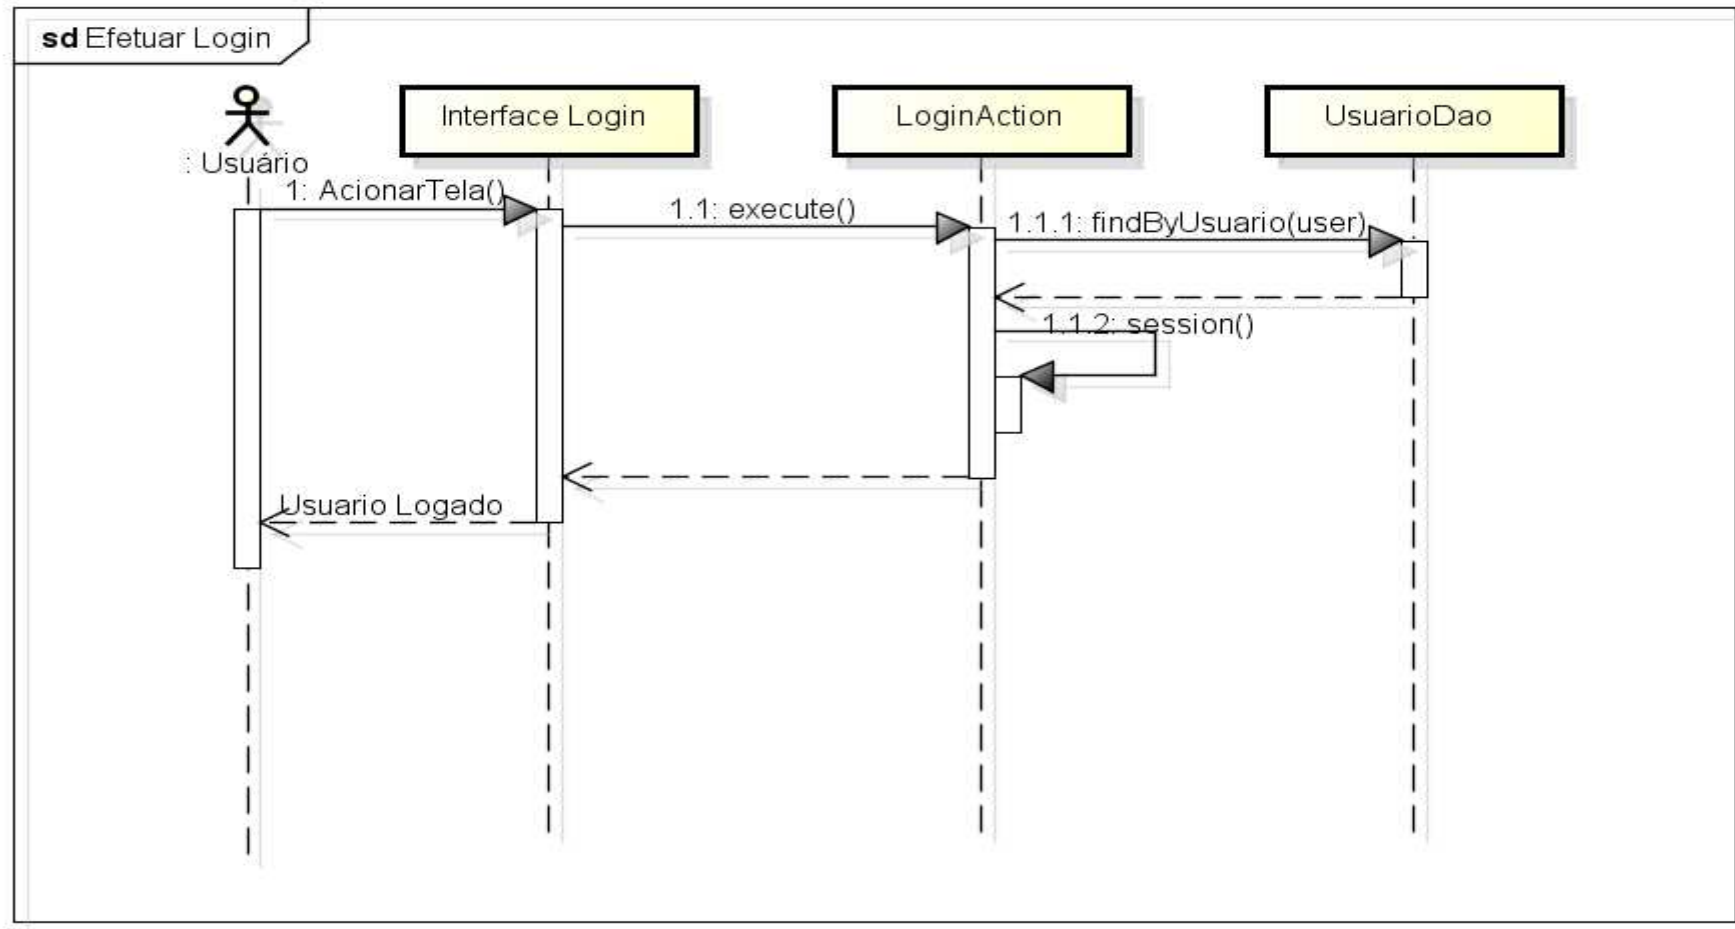 sd Efetuar Login
Interface Login
LoginAction
UsuarioDao
: Usuário
1: AcionarTela()
1.1: execute()
1.1.1: findByUsuario(user)
1.1.2: session()
Usuario Logado